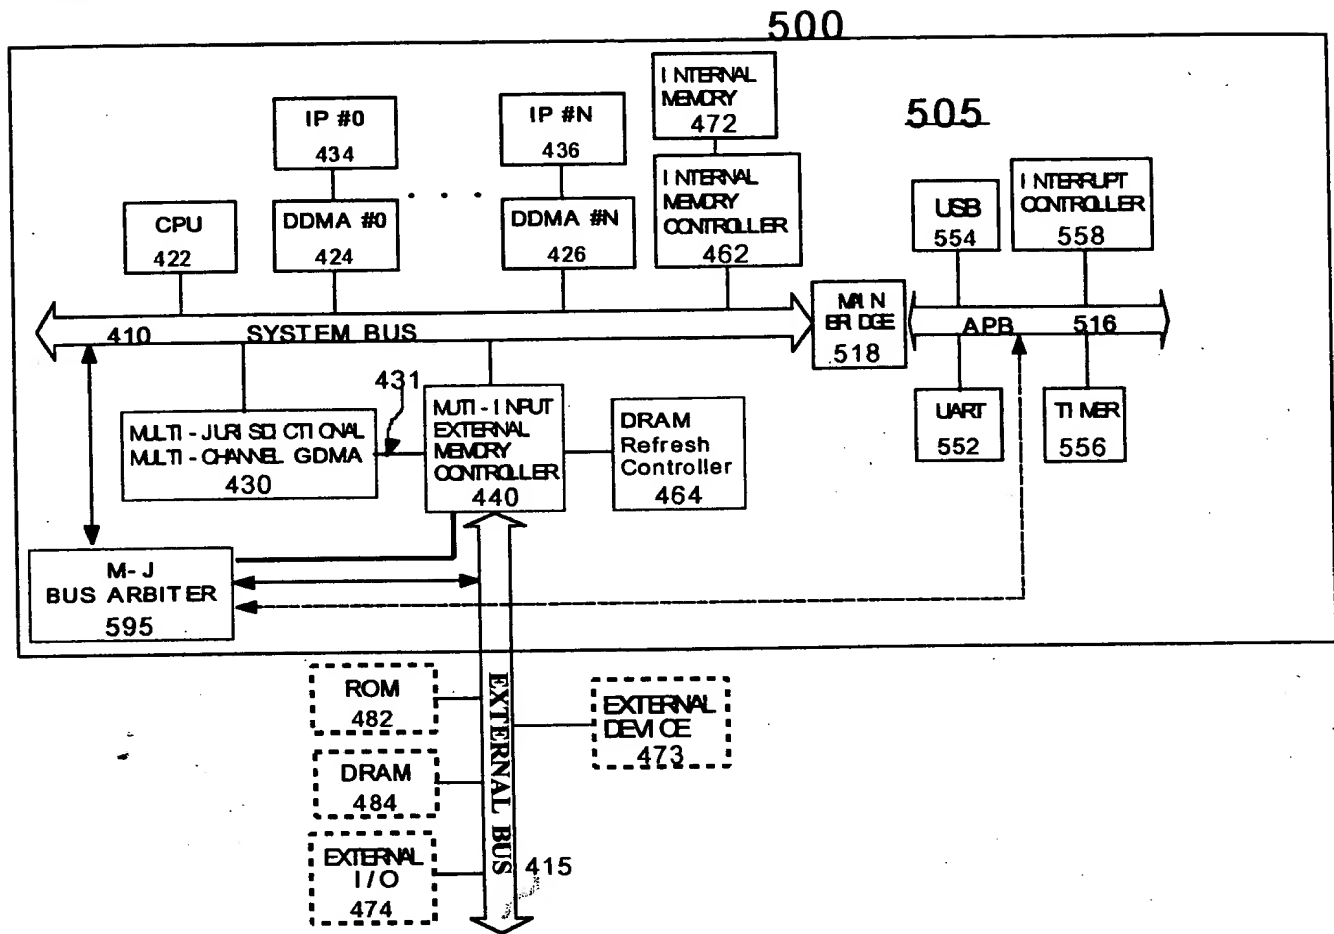 500
505
IP #0
434
IP #N
436
INTERNAL
MEMORY
472
CPU
422
DDMA #0
424
. . .
DDMA #N
426
INTERNAL
MEMORY
CONTROLLER
462
USB
554
INTERRUPT
CONTROLLER
558
410
SYSTEM BUS
MAIN
BRIDGE
518
APB
516
431
MULTI-JURISDICTIONAL
MULTI-CHANNEL GDMA
430
MUTI-INPUT
EXTERNAL
MEMORY
CONTROLLER
440
DRAM
Refresh
Controller
464
UART
552
TIMER
556
M-J
BUS ARBITER
595
ROM
482
DRAM
484
EXTERNAL
I/O
474
EXTERNAL BUS
415
EXTERNAL
DEVICE
473